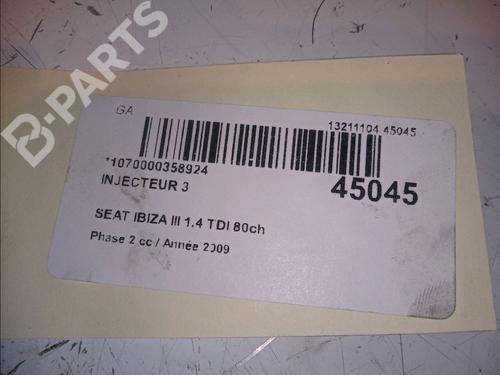 B-PARTS
GA
13211104 45045
*1070000358924
INJECTEUR 3
45045
SEAT IBIZA III 1.4 TDI 80ch
Phase 2 cc / Année 2009